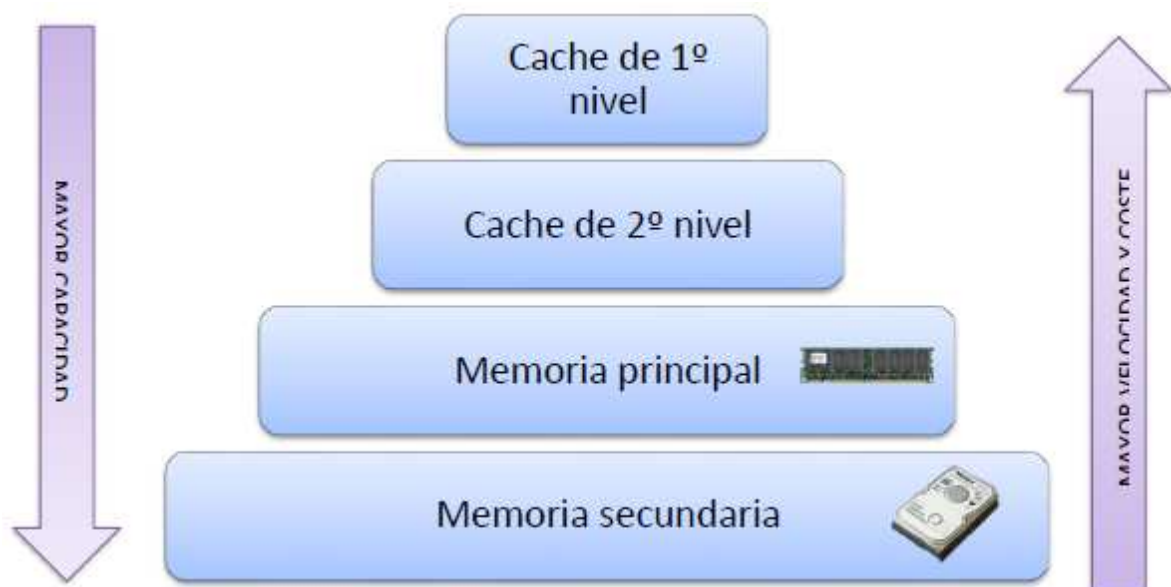 Cache de 1º
nivel
Cache de 2º nivel
Memoria principal
Memoria secundaria
MAYOR CAPACIDAD
MAYOR VELOCIDAD Y COSTE